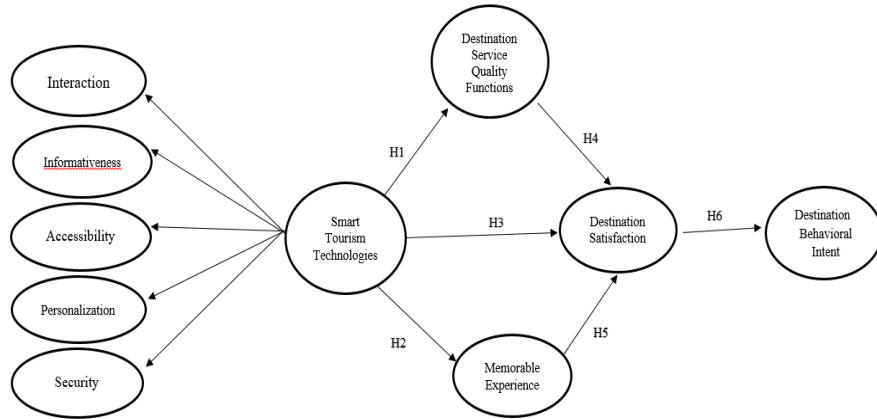 Interaction
Informativeness
Accessibility
Personalization
Security
Smart
Tourism
Technologies
H1
H2
H3
Destination
Service
Quality
Functions
H4
Memorable
Experience
H5
Destination
Satisfaction
H6
Destination
Behavioral
Intent